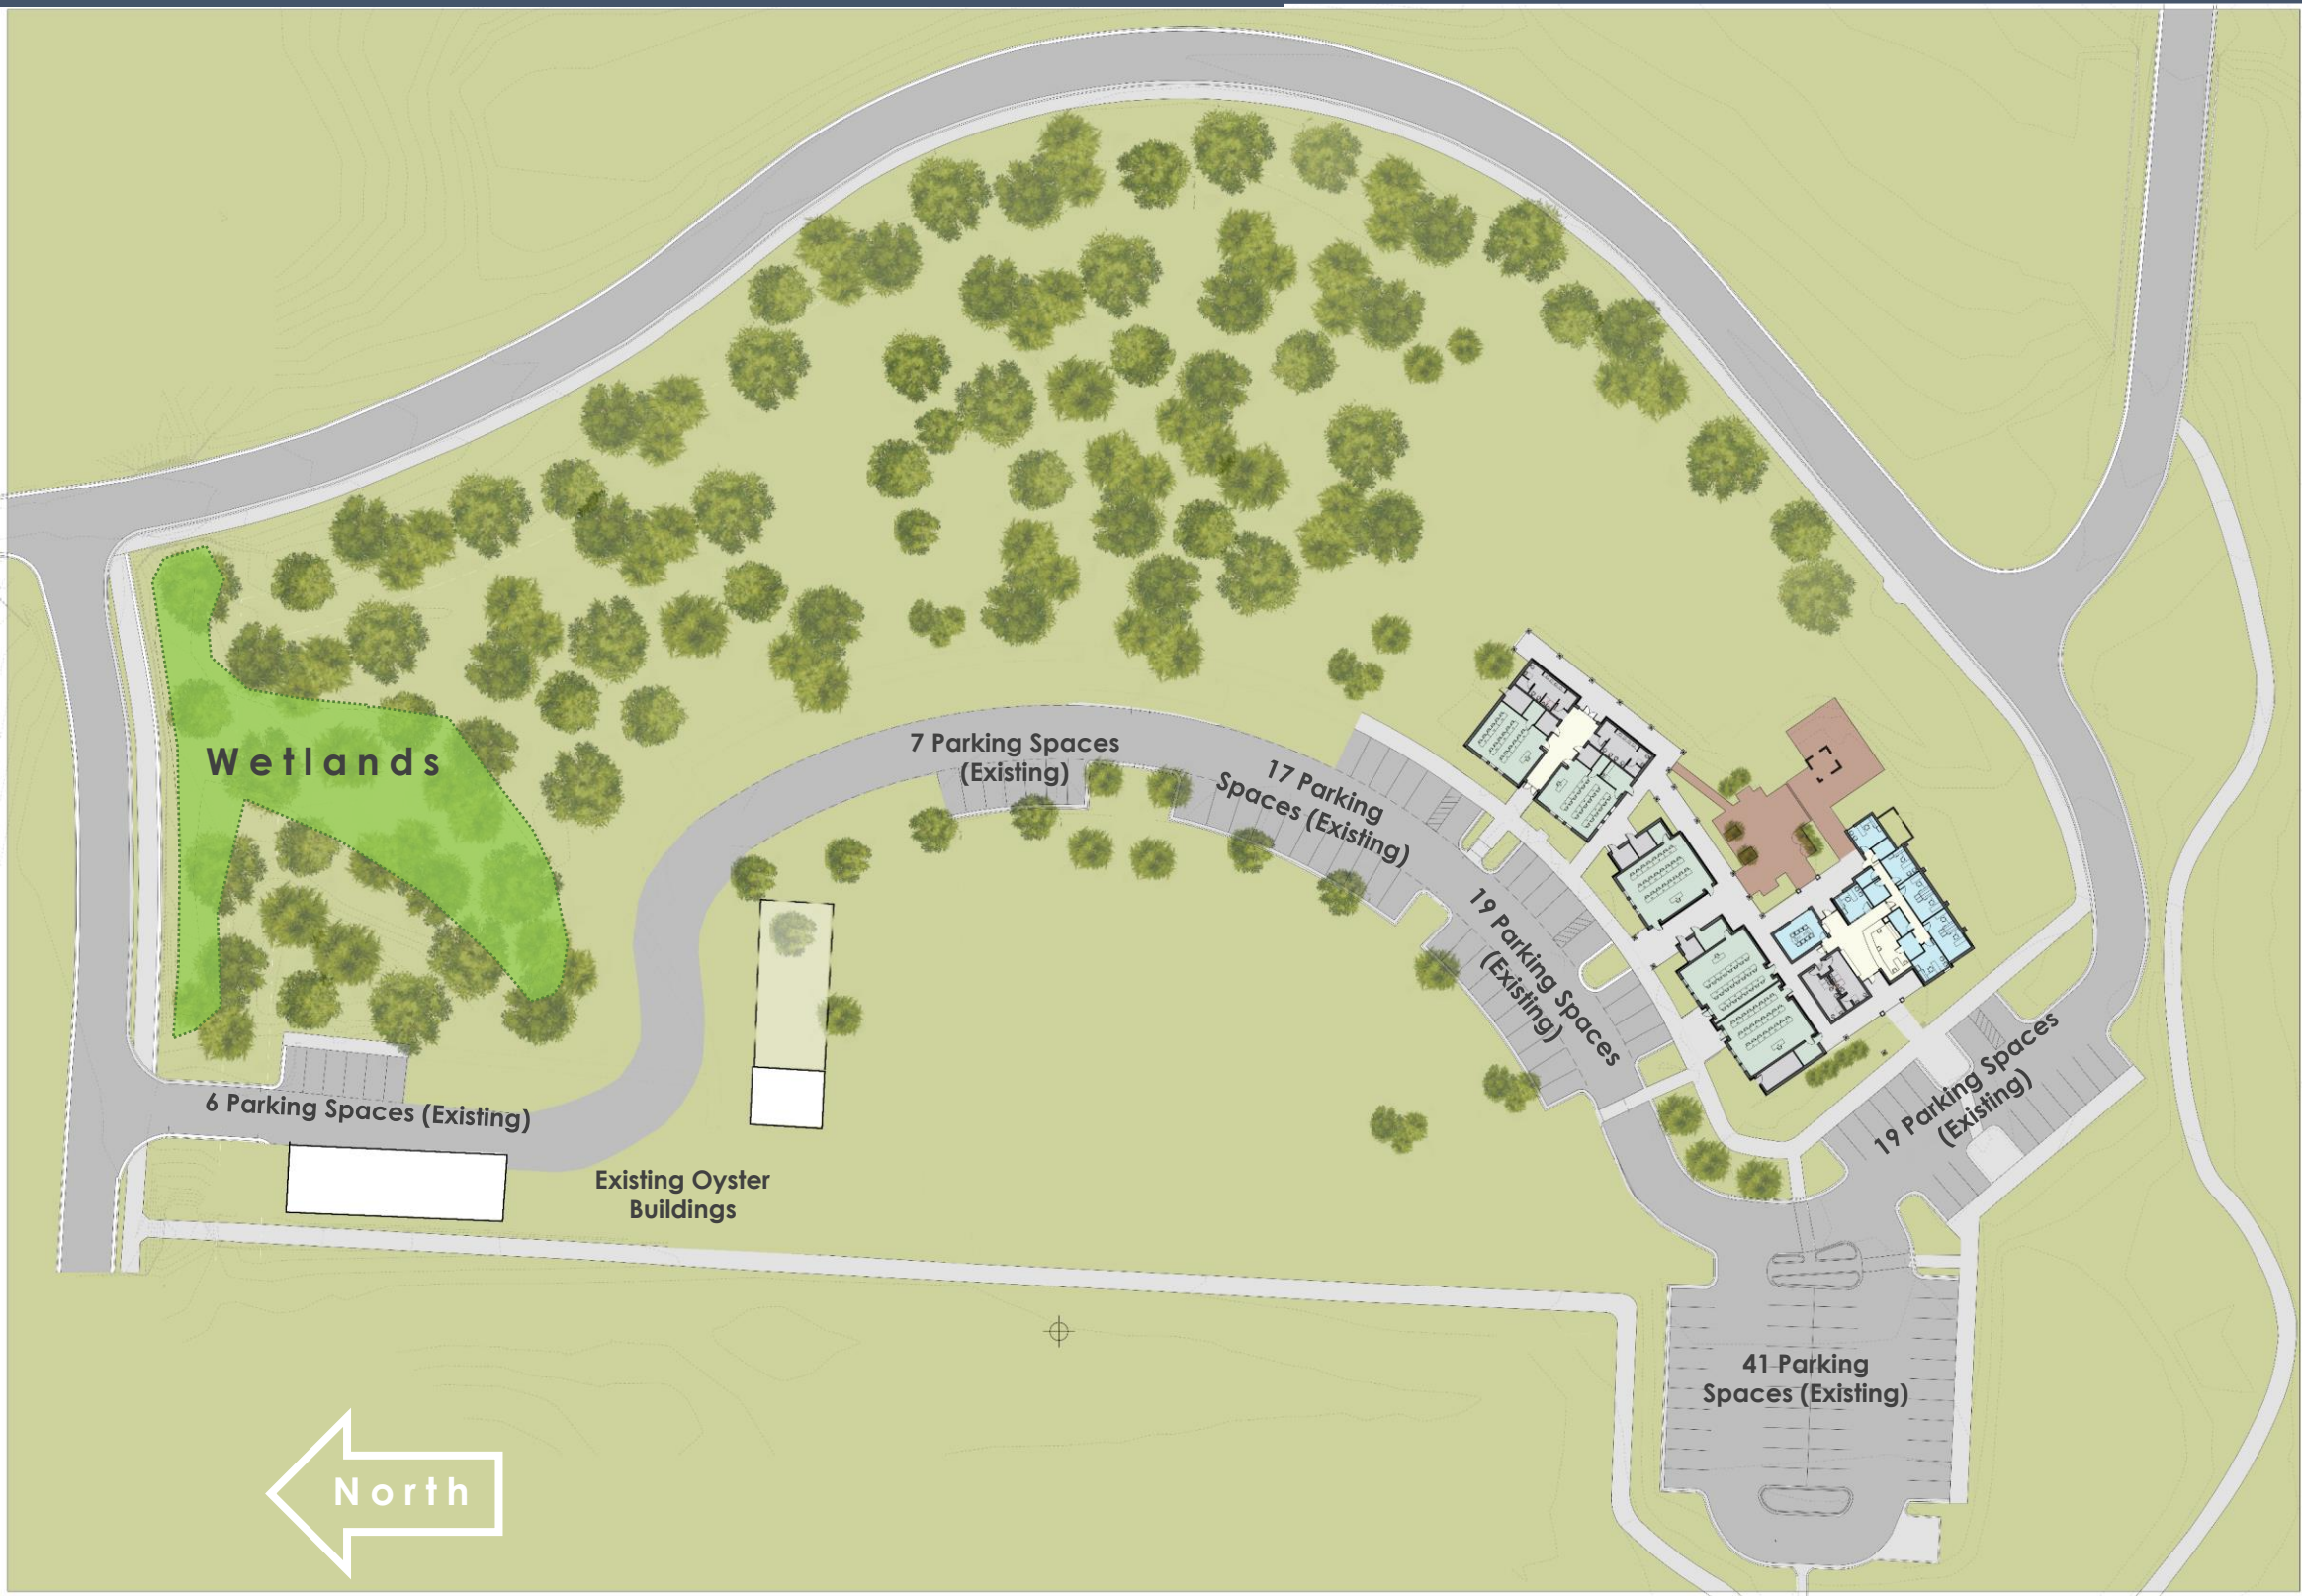 7 Parking Spaces
(Existing)
17 Parking
Spaces (Existing)
Wetlands
19 Parking Spaces
(Existing)
19 Parking Spaces
(Existing)
6 Parking Spaces (Existing)
Existing Oyster
Buildings
41 Parking
Spaces (Existing)
North